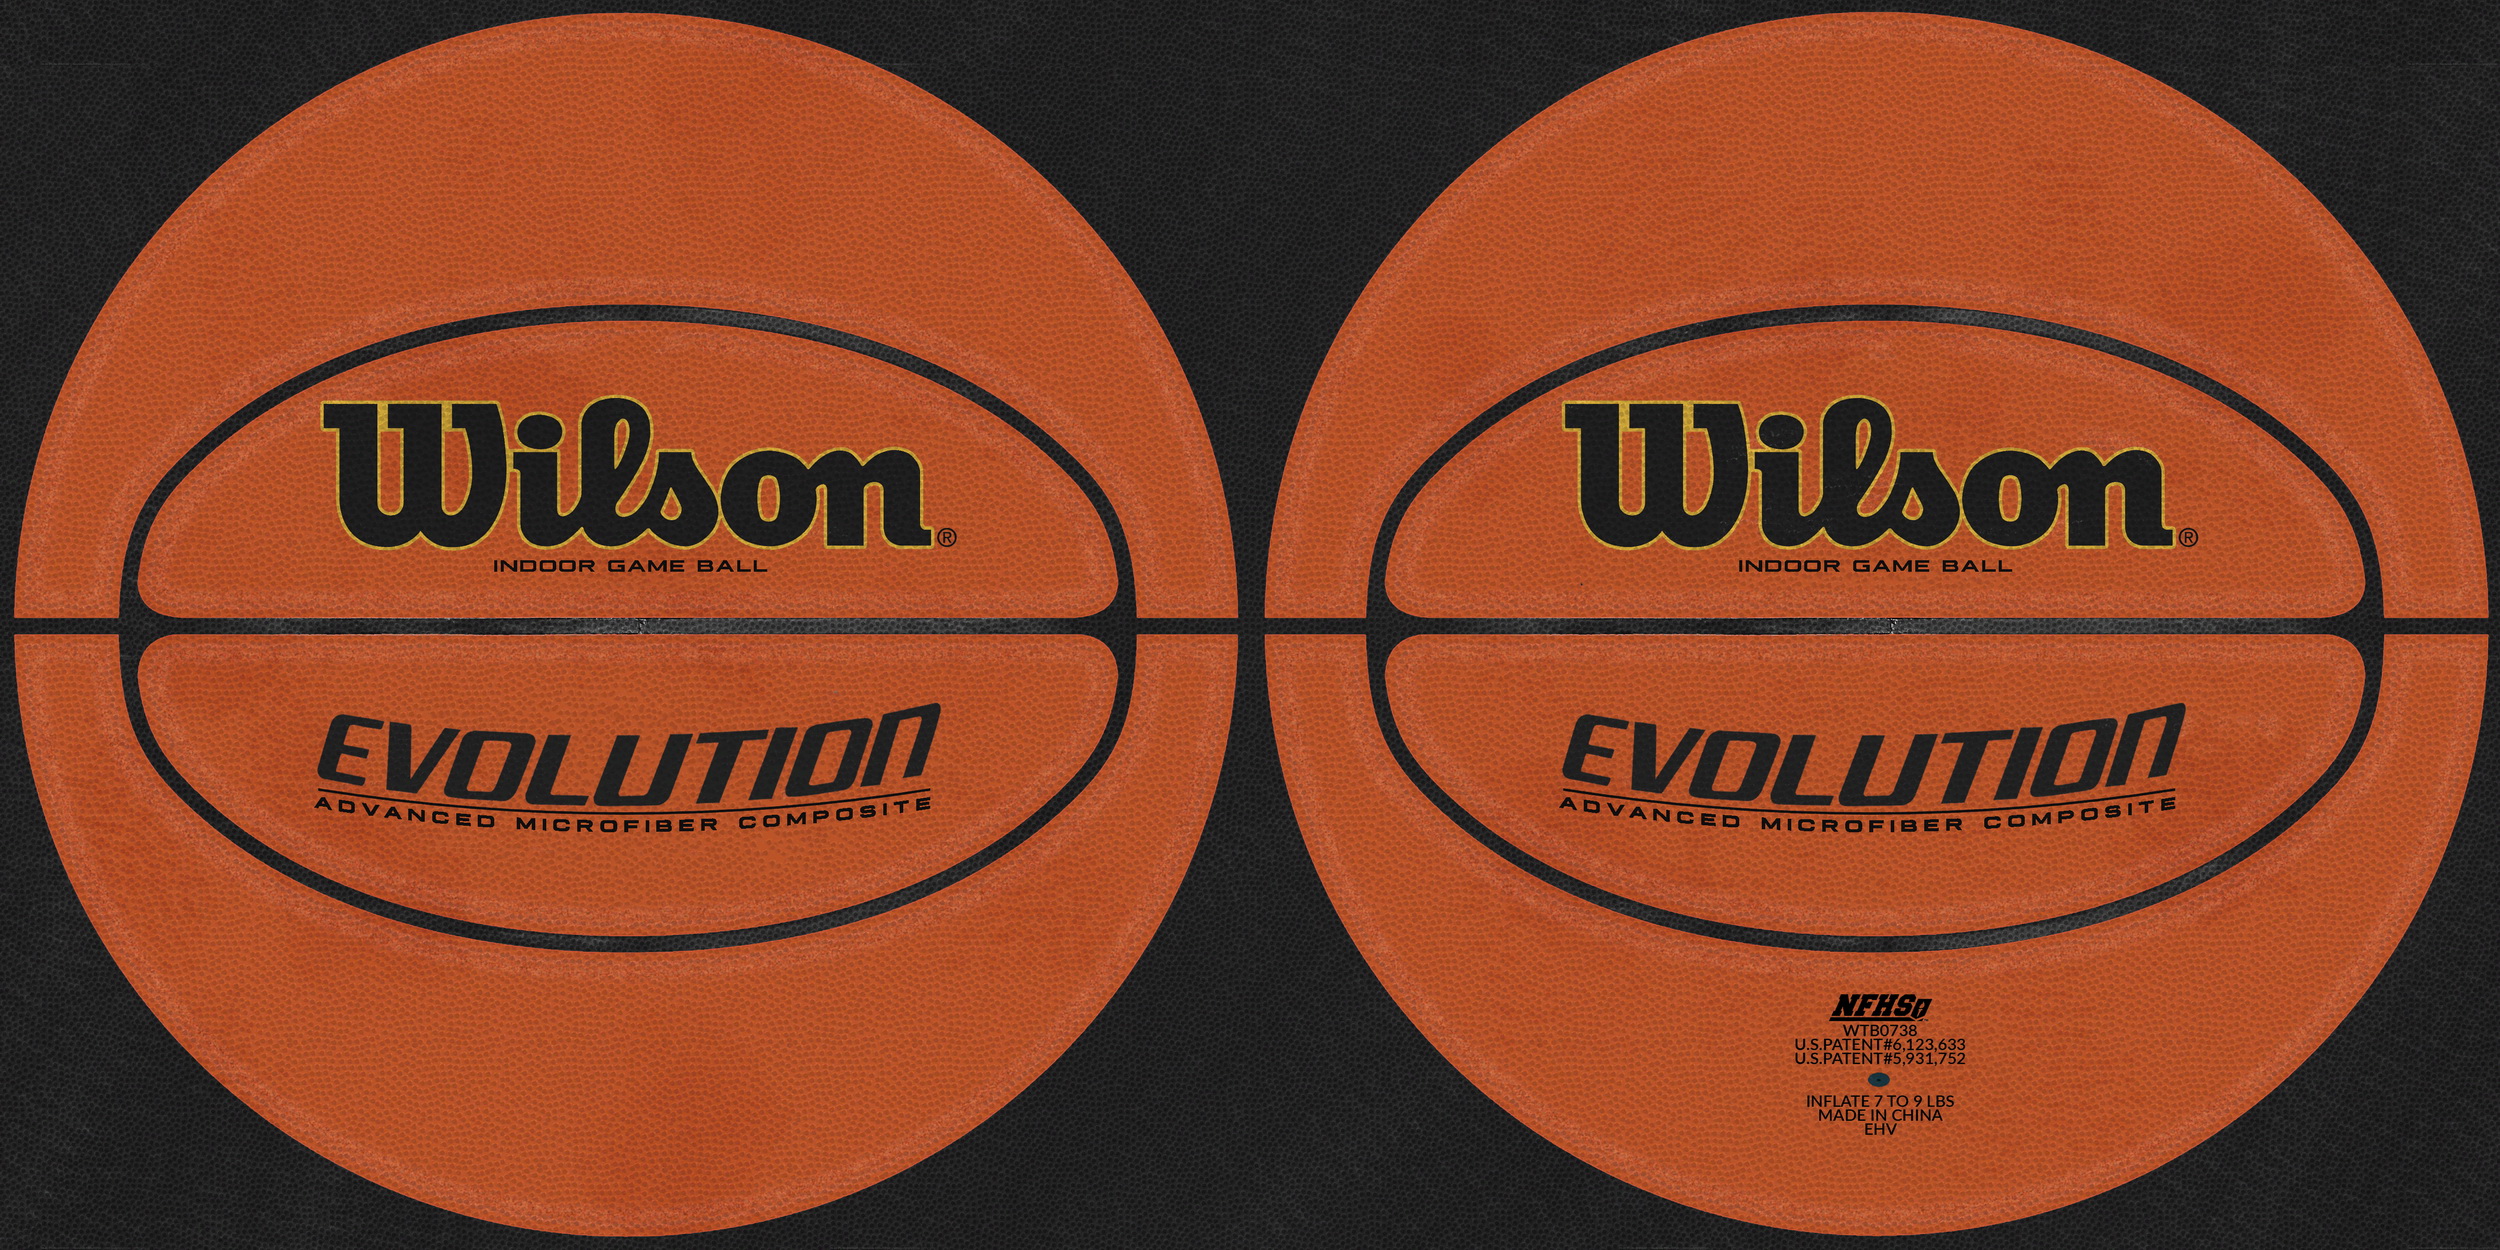 Wilson®
INDOOR GAME BALL
EVOLUTION
ADVANCED MICROFIBER COMPOSITE
Wilson®
INDOOR GAME BALL
EVOLUTION
ADVANCED MICROFIBER COMPOSITE
NFHS
WTB0738
U.S.PATENT#6,123,633
U.S.PATENT#5,931,752
INFLATE 7 TO 9 LBS
MADE IN CHINA
EHV